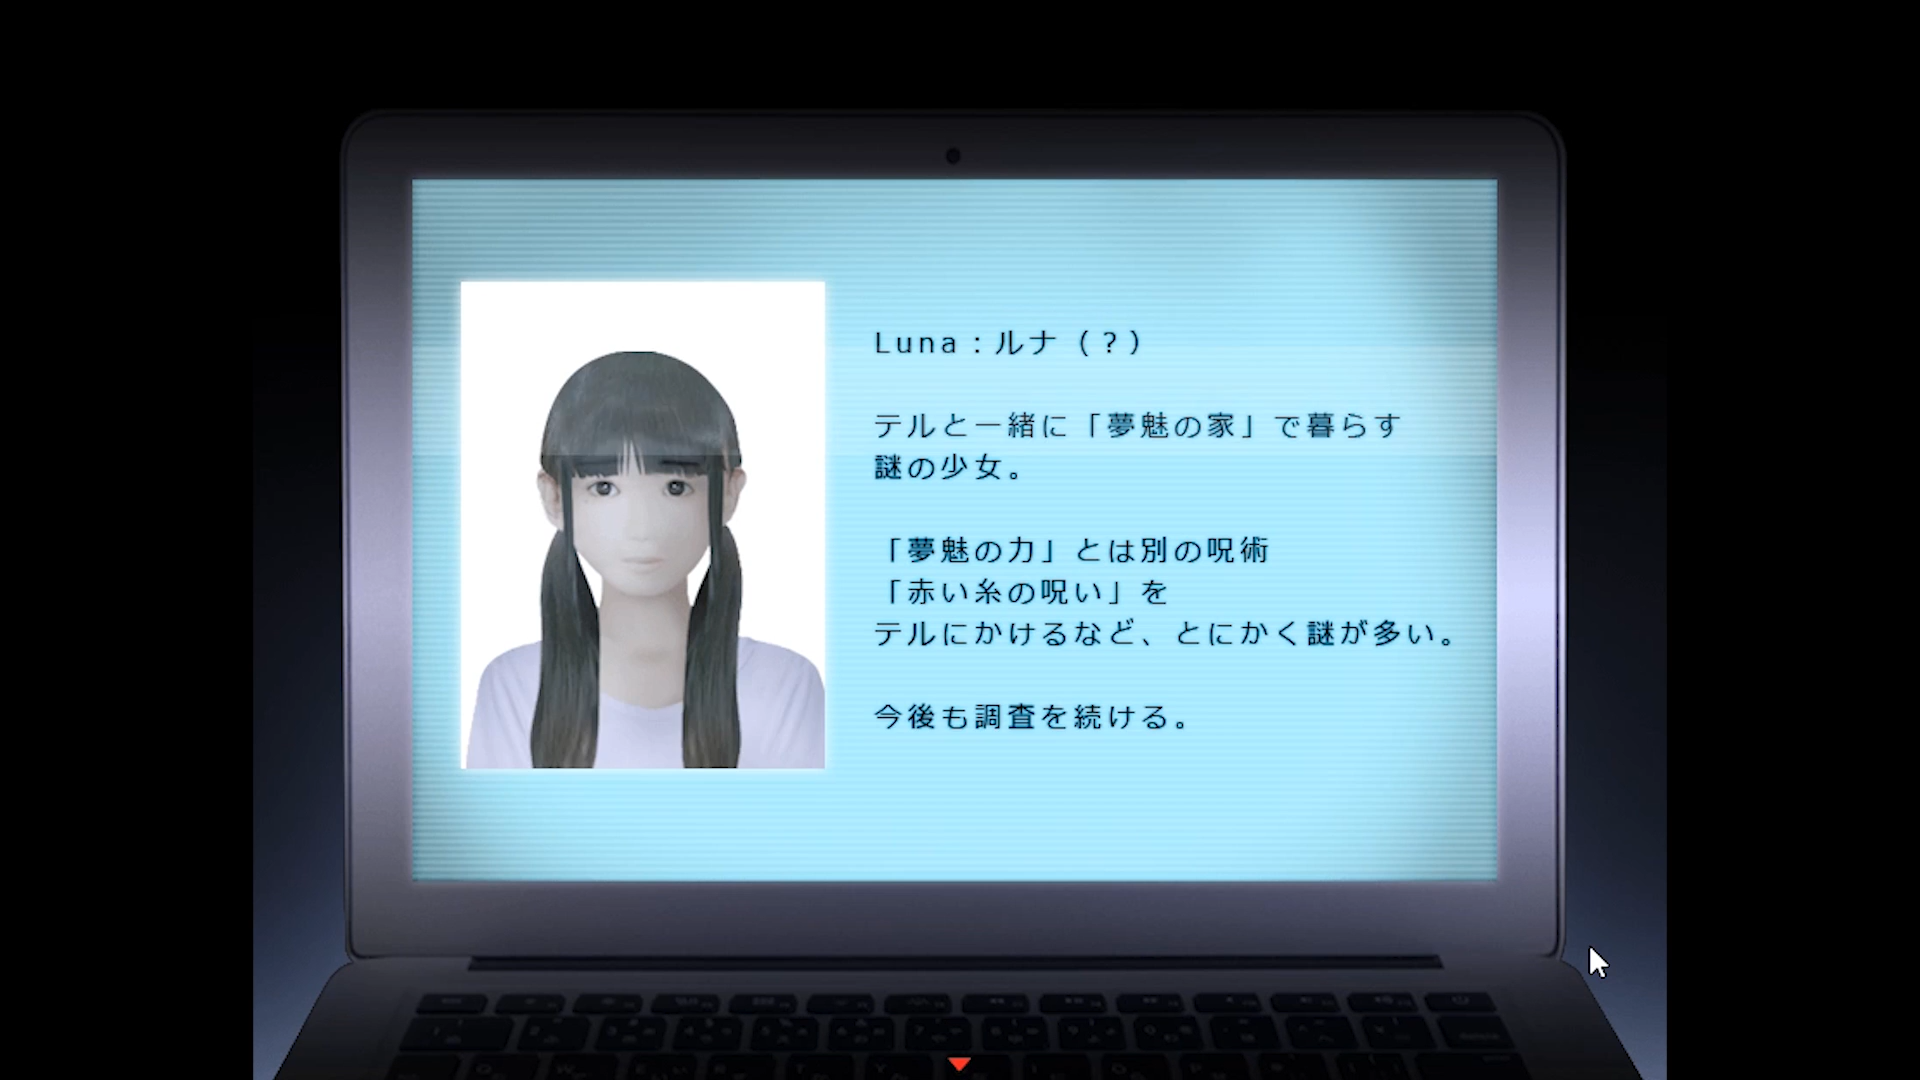 Luna：ルナ（？）
テルと一緒に「夢魅の家」で暮らす
謎の少女。
「夢魅の力」とは別の呪術
「赤い糸の呪い」を
テルにかけるなど、とにかく謎が多い。
今後も調査を続ける。